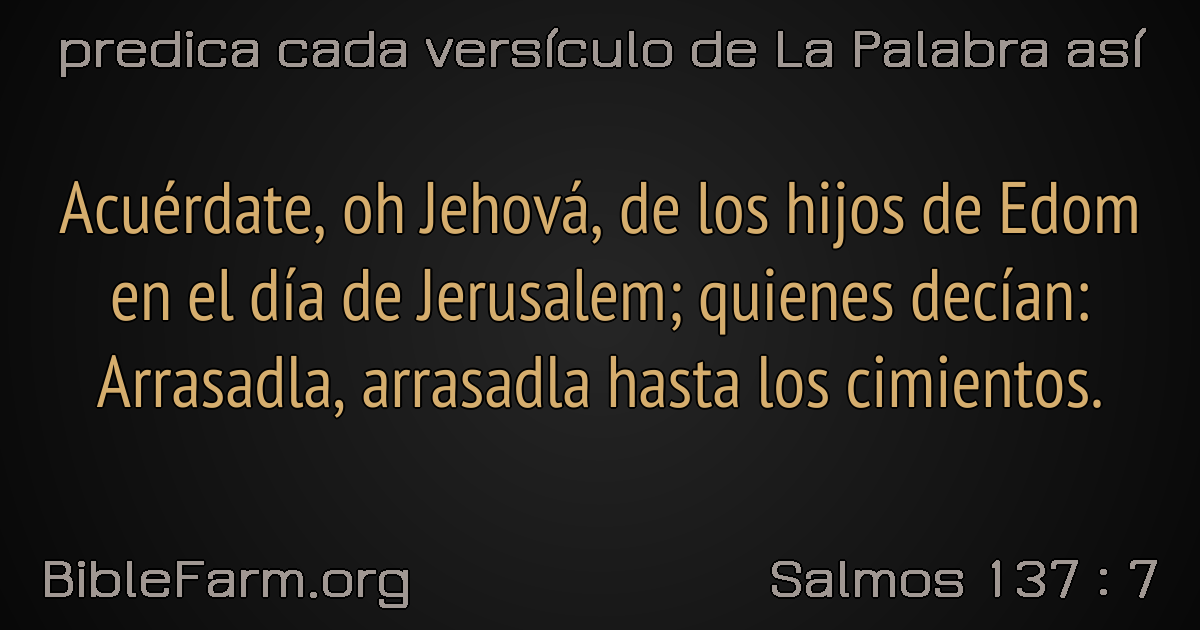 predica cada versículo de La Palabra así
Acuérdate, oh Jehová, de los hijos de Edom
en el día de Jerusalem; quienes decían:
Arrasadla, arrasadla hasta los cimientos.
BibleFarm.org
Salmos 137 : 7